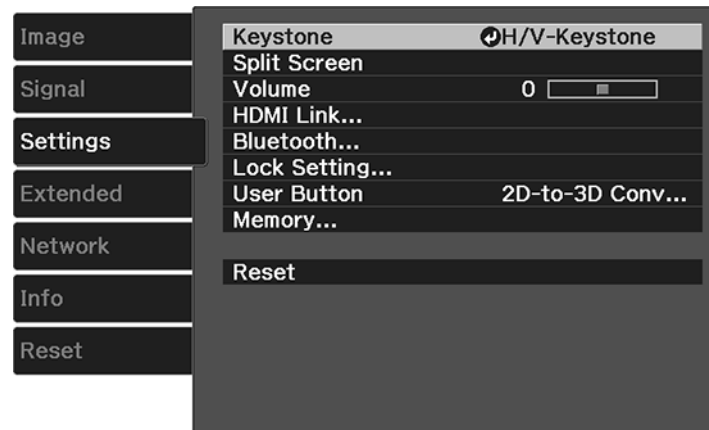 Image
Signal
Settings
Extended
Network
Info
Reset
Keystone H/V-Keystone
Split Screen
Volume 0
HDMI Link...
Bluetooth...
Lock Setting...
User Button 2D-to-3D Conv...
Memory...
Reset